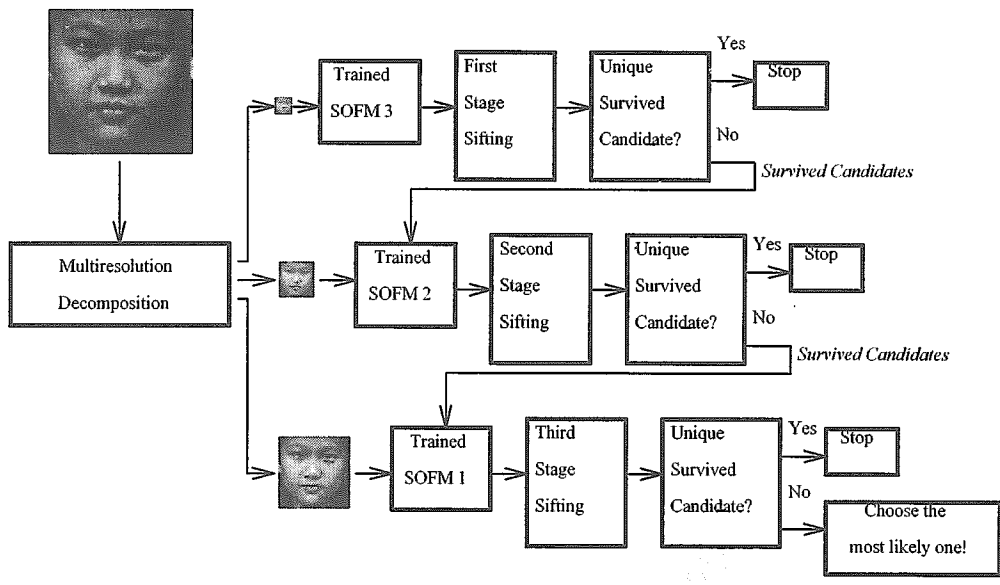 Trained
SOFM 3
First
Stage
Sifting
Unique
Survived
Candidate?
Yes
No
Stop
Survived Candidates
Multiresolution
Decomposition
Trained
SOFM 2
Second
Stage
Sifting
Unique
Survived
Candidate?
Yes
No
Stop
Survived Candidates
Trained
SOFM 1
Third
Stage
Sifting
Unique
Survived
Candidate?
Yes
No
Stop
Choose the
most likely one!